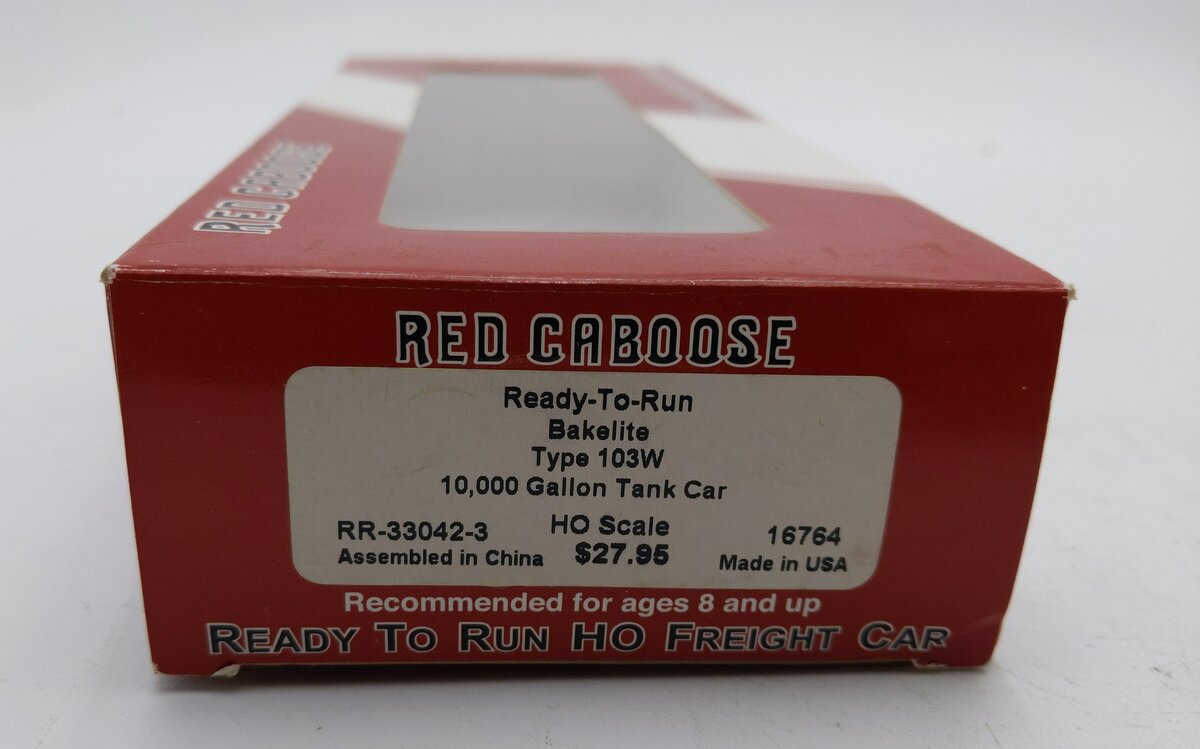 RED CABOOSE
RED CABOOSE
Ready-To-Run
Bakelite
Type 103W
10,000 Gallon Tank Car
RR-33042-3 HO Scale 16764
Assembled in China $27.95 Made in USA
Recommended for ages 8 and up
READY TO RUN HO FREIGHT CAR